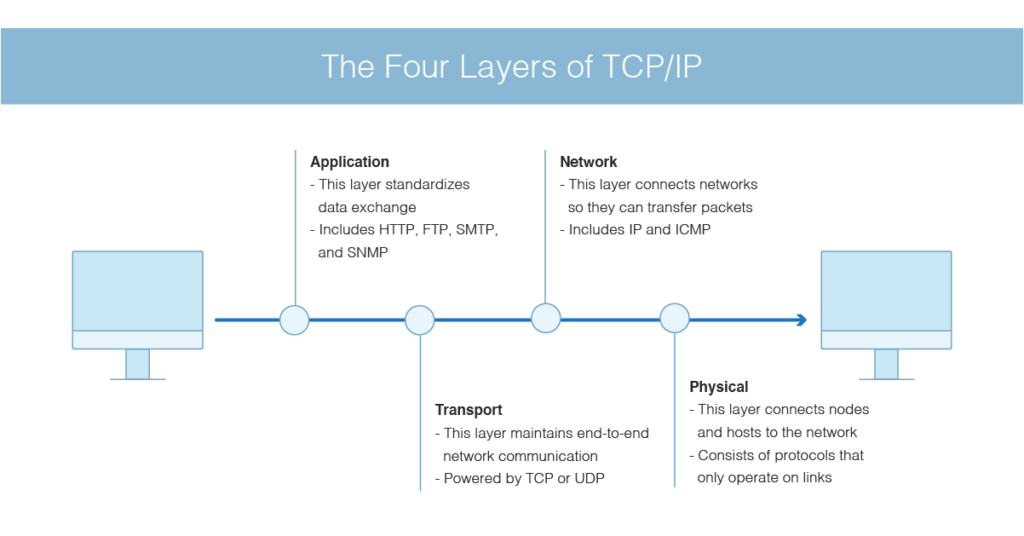 The Four Layers of TCP/IP
Application
- This layer standardizes
data exchange
- Includes HTTP, FTP, SMTP,
and SNMP
Network
- This layer connects networks
so they can transfer packets
- Includes IP and ICMP
Transport
- This layer maintains end-to-end
network communication
- Powered by TCP or UDP
Physical
- This layer connects nodes
and hosts to the network
- Consists of protocols that
only operate on links